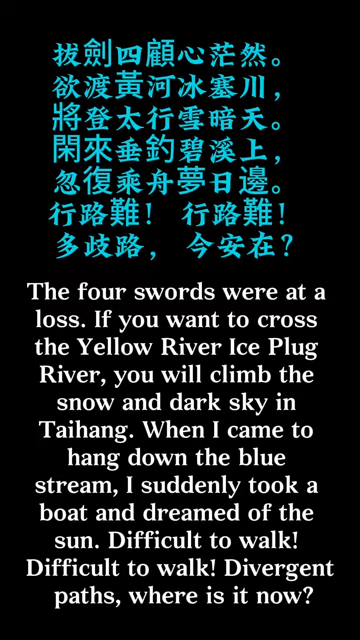 拔劍四顧心茫然。
欲渡黃河冰塞川，
將登太行雪暗天。
閑來垂釣碧溪上，
忽復乘舟夢日邊。
行路難！ 行路難！
多歧路， 今安在？
The four swords were at a
loss. If you want to cross
the Yellow River Ice Plug
River, you will climb the
snow and dark sky in
Taihang. When I came to
hang down the blue
stream, I suddenly took a
boat and dreamed of the
sun. Difficult to walk!
Difficult to walk! Divergent
paths, where is it now?